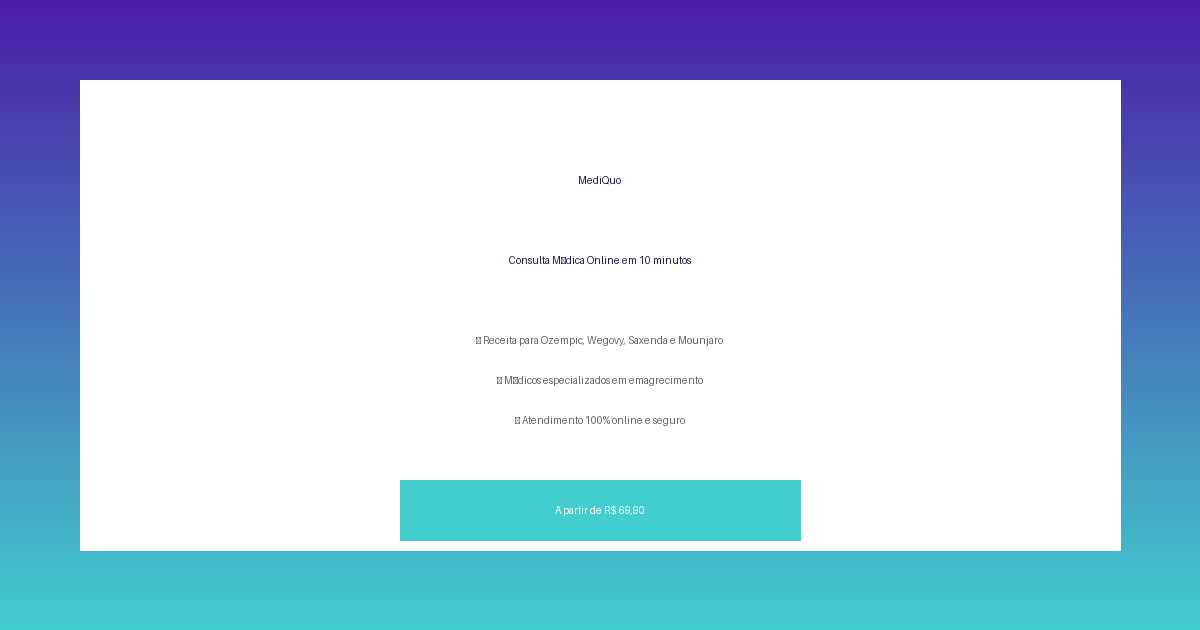 MediQuo
Consulta M▯dica Online em 10 minutos
▯ Receita para Ozempic, Wegovy, Saxenda e Mounjaro
▯ M▯dicos especializados em emagrecimento
▯ Atendimento 100% online e seguro
A partir de R$ 69,90